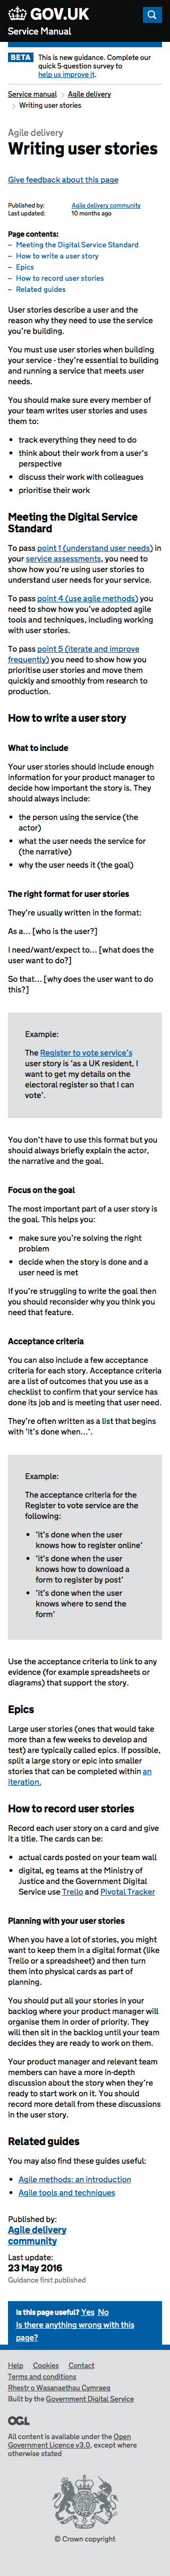 GOV.UK
Service Manual
BETA This is new guidance. Complete our
quick 5-question survey to
help us improve it.
Service manual > Agile delivery
> Writing user stories
Agile delivery
Writing user stories
Give feedback about this page
Published by: Agile delivery community
Last updated: 10 months ago
Page contents:
– Meeting the Digital Service Standard
– How to write a user story
– Epics
– How to record user stories
– Related guides
User stories describe a user and the
reason why they need to use the service
you're building.
You must use user stories when building
your service - they're essential to building
and running a service that meets user
needs.
You should make sure every member of
your team writes user stories and uses
them to:
• track everything they need to do
• think about their work from a user's
perspective
• discuss their work with colleagues
• prioritise their work
Meeting the Digital Service
Standard
To pass point 1 (understand user needs) in
your service assessments, you need to
show how you're using user stories to
understand and define needs for your service.
To pass point 4 (use agile methods) you
need to show how you've adopted agile
tools and techniques, including working
with user stories.
To pass point 5 (iterate and improve
frequently) you need to show how you
prioritise user stories and move them
quickly and smoothly from research to
production.
How to write a user story
What to include
Your user stories should include enough
information for your product manager to
decide how important the story is. They
should always include:
• the person using the service (the
actor)
• what the user needs the service for
(the narrative)
• why the user needs it (the goal)
The right format for user stories
They're usually written in the format:
As a… [who is the user?]
I need/want/expect to… [what does the
user want to do?]
So that… [why does the user want to do
this?]
Example:
The Register to vote service's
user story is 'as a UK resident, I
want to get my details on the
electoral register so that I can
vote'.
You don't have to use this format but you
should always briefly explain the actor,
the narrative and the goal.
Focus on the goal
The most important part of a user story is
the goal. This helps you:
• make sure you're solving the right
problem
• decide when the story is done and a
user need is met
If you're struggling to write the goal then
you should reconsider why you think you
need that feature.
Acceptance criteria
You can also include a few acceptance
criteria for each story. Acceptance criteria
are a list of outcomes that you use as a
checklist to confirm that your service has
done its job and is meeting that user need.
They're often written as a list that begins
with 'it's done when…'.
Example:
The acceptance criteria for the
Register to vote service are the
following:
• 'it's done when the user
knows how to register online'
• 'it's done when the user
knows how to download a
form to register by post'
• 'it's done when the user
knows where to send the
form'
Use the acceptance criteria to link to any
evidence (for example spreadsheets or
diagrams) that support the story.
Epics
Large user stories (ones that would take
more than a few weeks to develop and
test) are typically called epics. If possible,
split a large story or epic into smaller
stories that can be completed within an
iteration.
How to record user stories
Record each user story on a card and give
it a title. The cards can be:
• actual cards posted on your team wall
• digital, eg teams at the Ministry of
Justice and the Government Digital
Service use Trello and Pivotal Tracker
Planning with your user stories
When you have a lot of stories, you might
want to keep them in a digital format (like
Trello or a spreadsheet) and then turn
them into physical cards as part of
planning.
You should put all your stories in your
backlog where your product manager will
organise them in order of priority. They
will then sit in the backlog until your team
decides they are ready to work on them.
Your product manager and relevant team
members can have a more in-depth
discussion about the story when they're
ready to start work on it. You should
record more detail from these discussions
in the user story.
Related guides
You may also find these guides useful:
• Agile methods: an introduction
• Agile tools and techniques
Published by:
Agile delivery
community
Last update:
23 May 2016
Guidance first published
Is this page useful? Yes No
Is there anything wrong with this
page?
Help Cookies Contact
Terms and conditions
Rhestr o Wasanaethau Cymraeg
Built by the Government Digital Service
OGL
All content is available under the Open
Government Licence v3.0, except where
otherwise stated
© Crown copyright